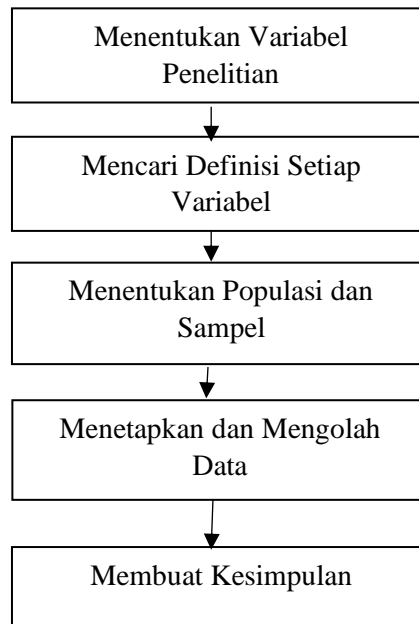 Menentukan Variabel
Penelitian
Mencari Definisi Setiap
Variabel
Menentukan Populasi dan
Sampel
Menetapkan dan Mengolah
Data
Membuat Kesimpulan